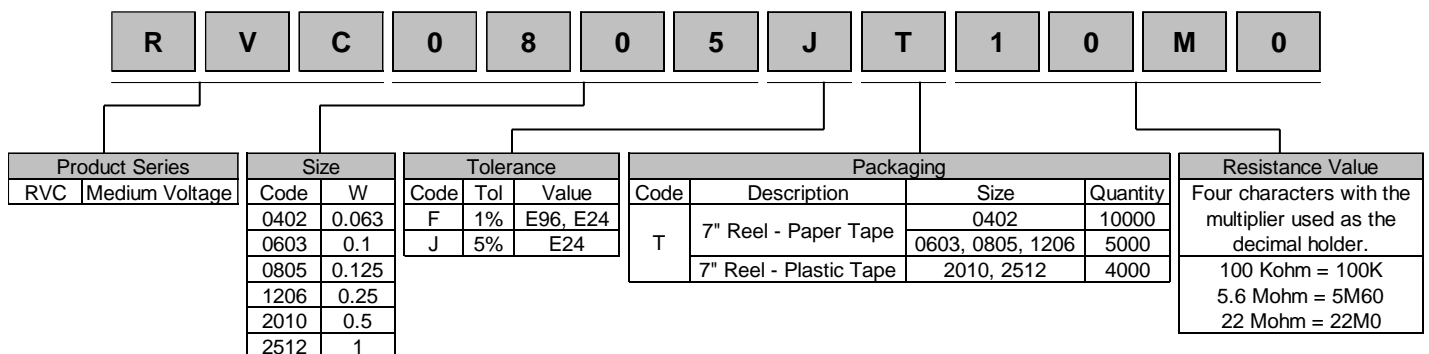 R V C 0 8 0 5 J T 1 0 M 0
Product Series
RVC Medium Voltage
Size
Code W
0402 0.063
0603 0.1
0805 0.125
1206 0.25
2010 0.5
2512 1
Tolerance
Code Tol Value
F 1% E96, E24
J 5% E24
Packaging
Code Description Size Quantity
T 7" Reel - Paper Tape 0402 10000
0603, 0805, 1206 5000
7" Reel - Plastic Tape 2010, 2512 4000
Resistance Value
Four characters with the
multiplier used as the
decimal holder.
100 Kohm = 100K
5.6 Mohm = 5M60
22 Mohm = 22M0